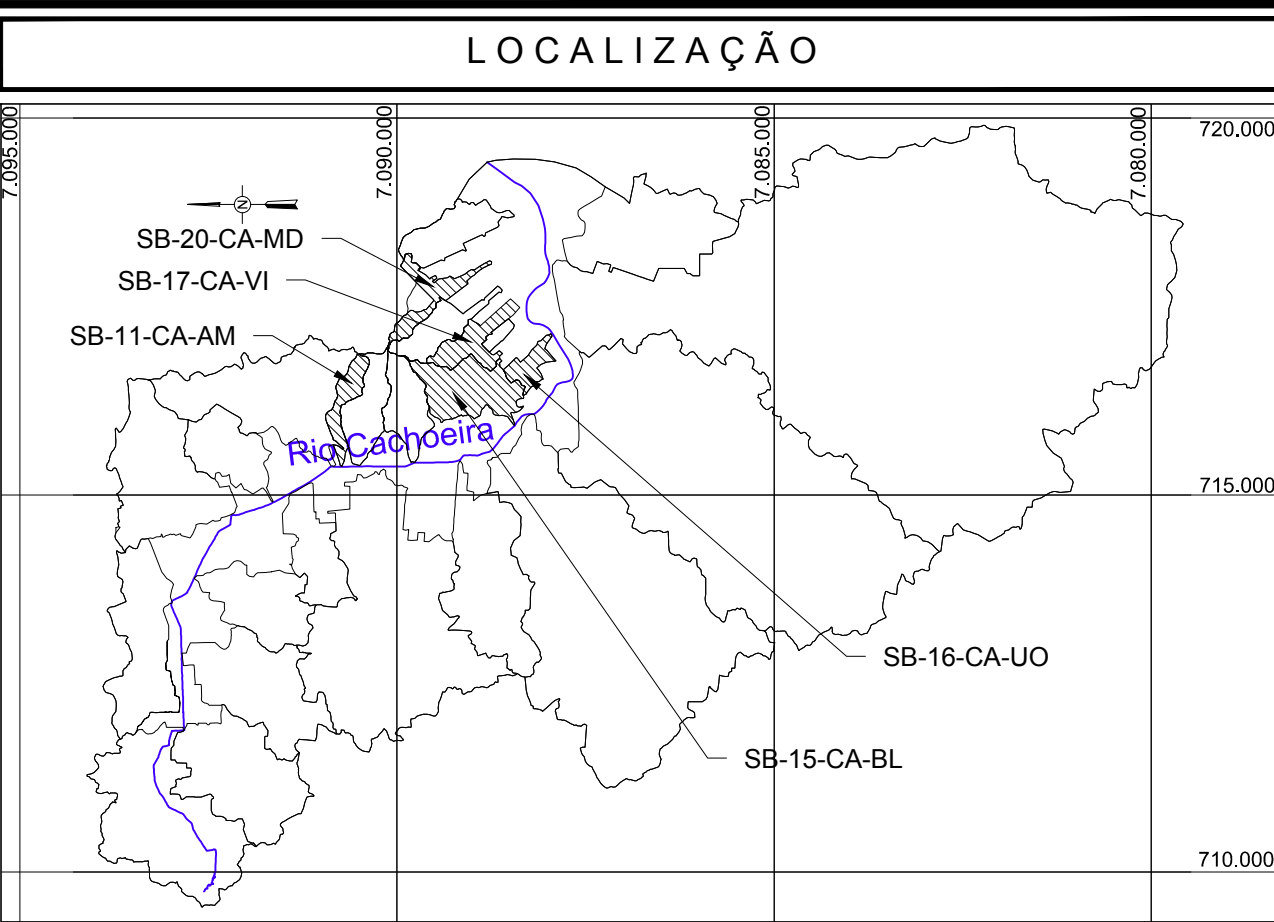 LOCALIZAÇÃO
7.095.000
7.090.000
7.085.000
7.080.000
720.000
N
SB-20-CA-MD
SB-17-CA-VI
SB-11-CA-AM
Rio Cachoeira
715.000
SB-16-CA-UO
SB-15-CA-BL
710.000